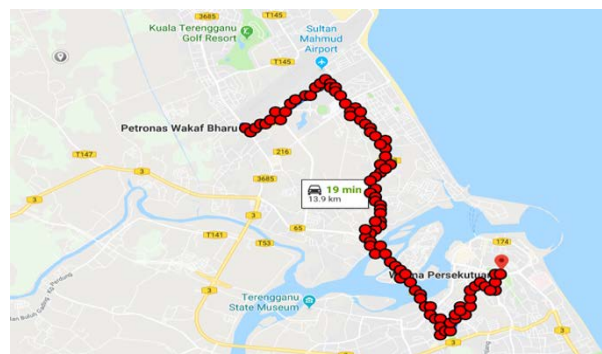 3685
T145
Kuala Terengganu
Golf Resort
Sultan
Mahmud
Airport
T145
Petronas Wakaf Bharu
T147
216
3
3685
19 min
13.9 km
3
T141
65
T53
174
Persekutuan
Terengganu
State Museum
3
3